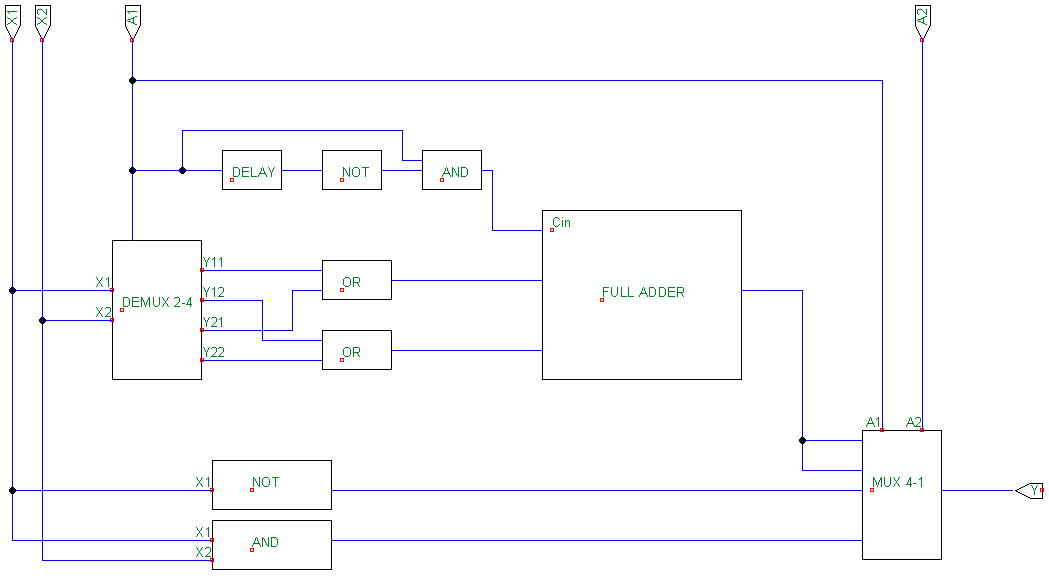 X1
X2
A1
A2
DELAY
NOT
AND
Cin
X1
X2
DEMUX 2-4
Y11
Y12
Y21
Y22
OR
OR
FULL ADDER
A1
A2
MUX 4-1
Y
X1
NOT
X1
X2
AND